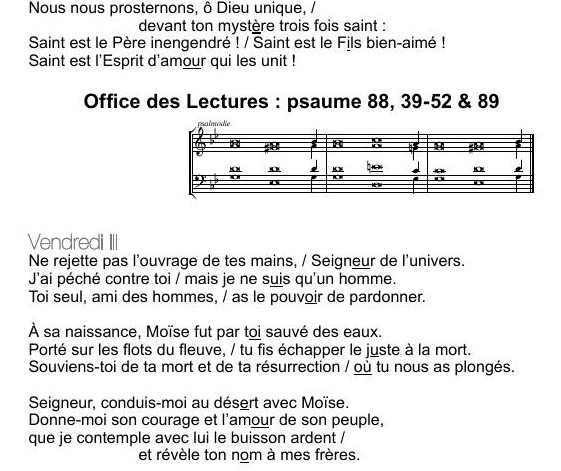 Nous nous prosternons, ô Dieu unique, /
devant ton mystère trois fois saint :
Saint est le Père inengendré ! / Saint est le Fils bien-aimé !
Saint est l'Esprit d'amour qui les unit !
Office des Lectures : psaume 88, 39-52 & 89
psalmodie
Vendredi III
Ne rejette pas l'ouvrage de tes mains, / Seigneur de l'univers.
J'ai péché contre toi / mais je ne suis qu'un homme.
Toi seul, ami des hommes, / as le pouvoir de pardonner.
À sa naissance, Moïse fut par toi sauvé des eaux.
Porté sur les flots du fleuve, / tu fis échapper le juste à la mort.
Souviens-toi de ta mort et de ta résurrection / où tu nous as plongés.
Seigneur, conduis-moi au désert avec Moïse.
Donne-moi son courage et l'amour de son peuple,
que je contemple avec lui le buisson ardent /
et révèle ton nom à mes frères.